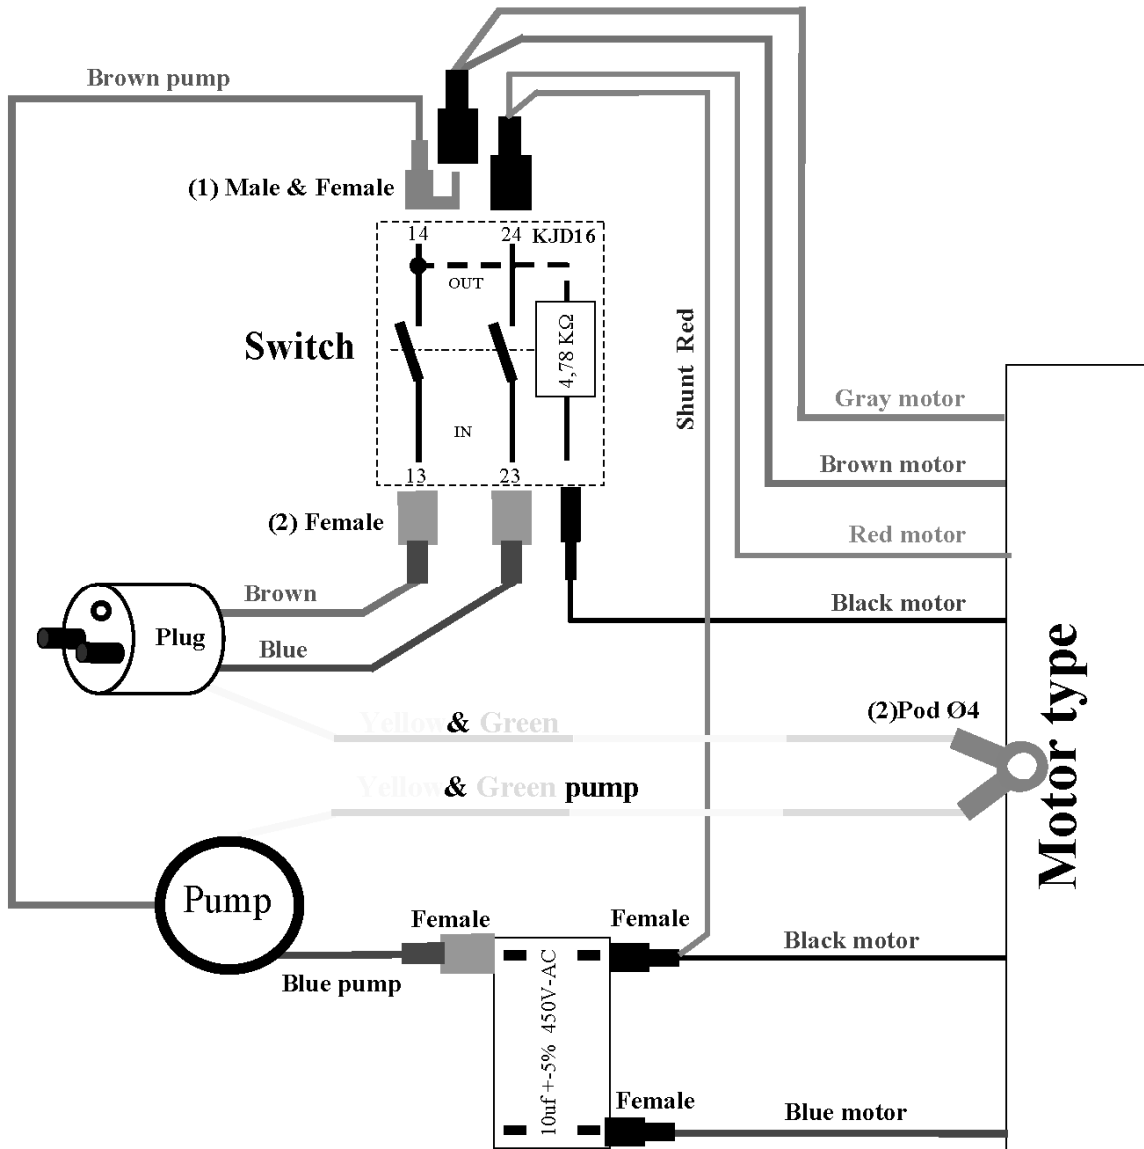 Brown pump
(1) Male & Female
14
24
KJD16
OUT
4,78 KΩ
Switch
IN
13
23
Shunt Red
Gray motor
Brown motor
Red motor
(2) Female
Brown
Black motor
Plug
Blue
Yellow & Green
(2)Pod Ø4
Motor type
Yellow & Green pump
Pump
Female
Female
Black motor
Blue pump
10uf +-5% 450V-AC
Female
Blue motor